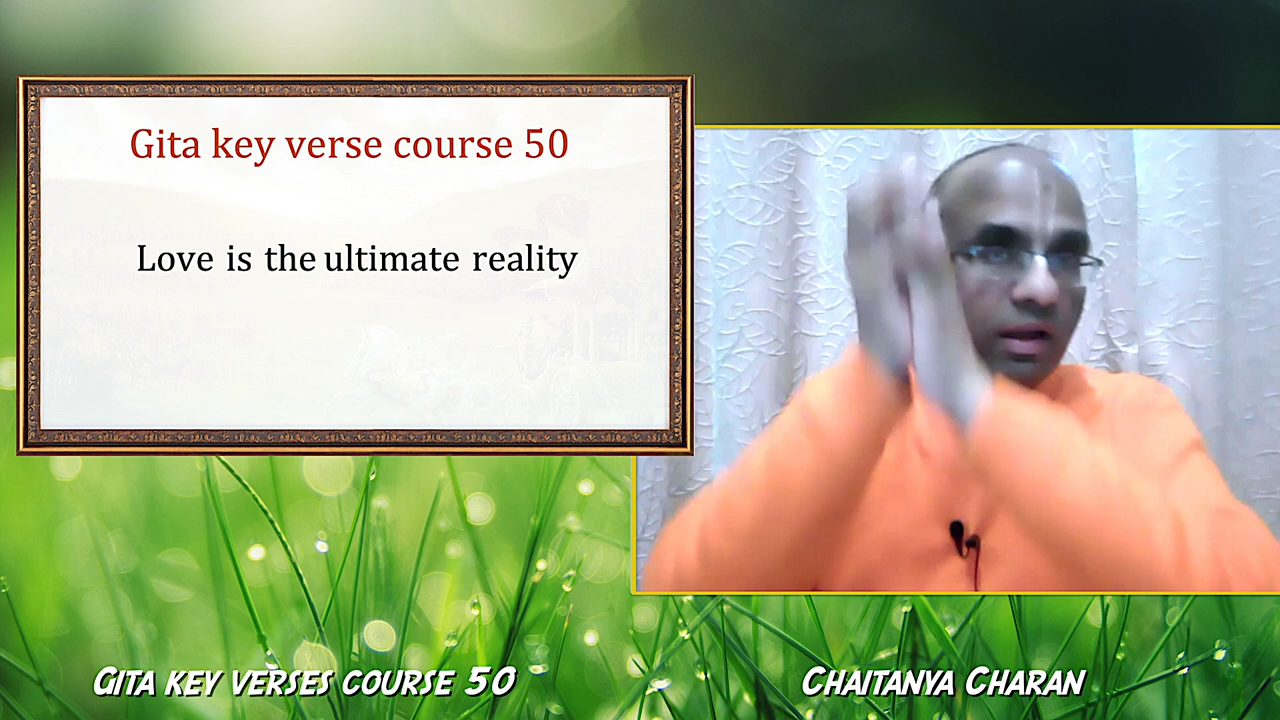 Gita key verse course 50
Love is the ultimate reality
GITA KEY VERSES COURSE 50
CHAITANYA CHARAN